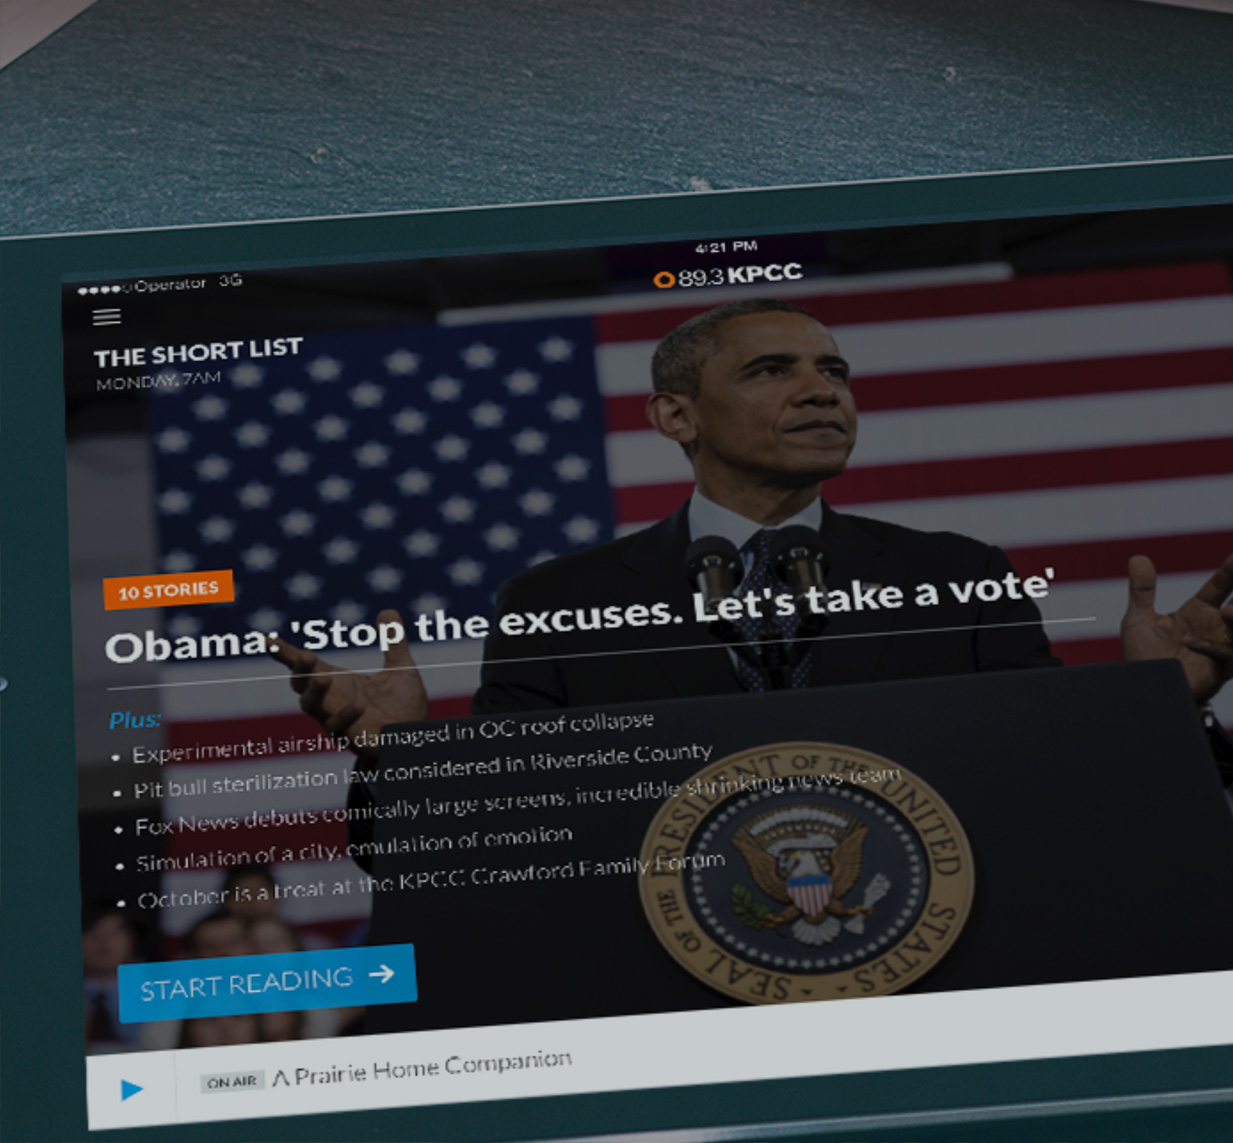 ●●●●○ Operator 3G
4:21 PM
89.3 KPCC
THE SHORT LIST
MONDAY, 7AM
10 STORIES
Obama: 'Stop the excuses. Let's take a vote'
Plus:
• Experimental airship damaged in OC roof collapse
• Pit bull sterilization law considered in Riverside County
• Fox News debuts comically large screens, incredible shrinking news team
• Simulation of a city, emulation of emotion
• October is a treat at the KPCC Crawford Family Forum
SEAL OF THE PRESIDENT OF THE UNITED STATES
START READING →
ON AIR A Prairie Home Companion